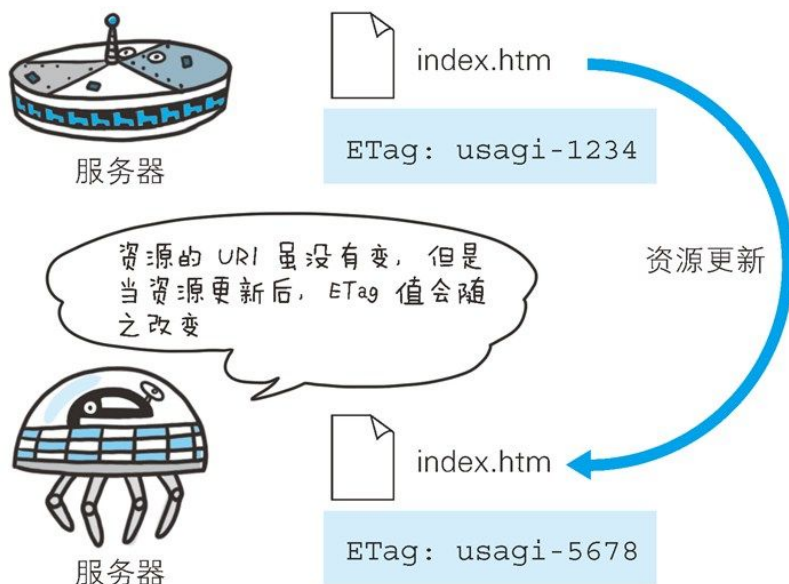 index.htm
ETag: usagi-1234
服务器
资源的 URI 虽没有变，但是
当资源更新后，ETag 值会随
之改变
资源更新
index.htm
ETag: usagi-5678
服务器